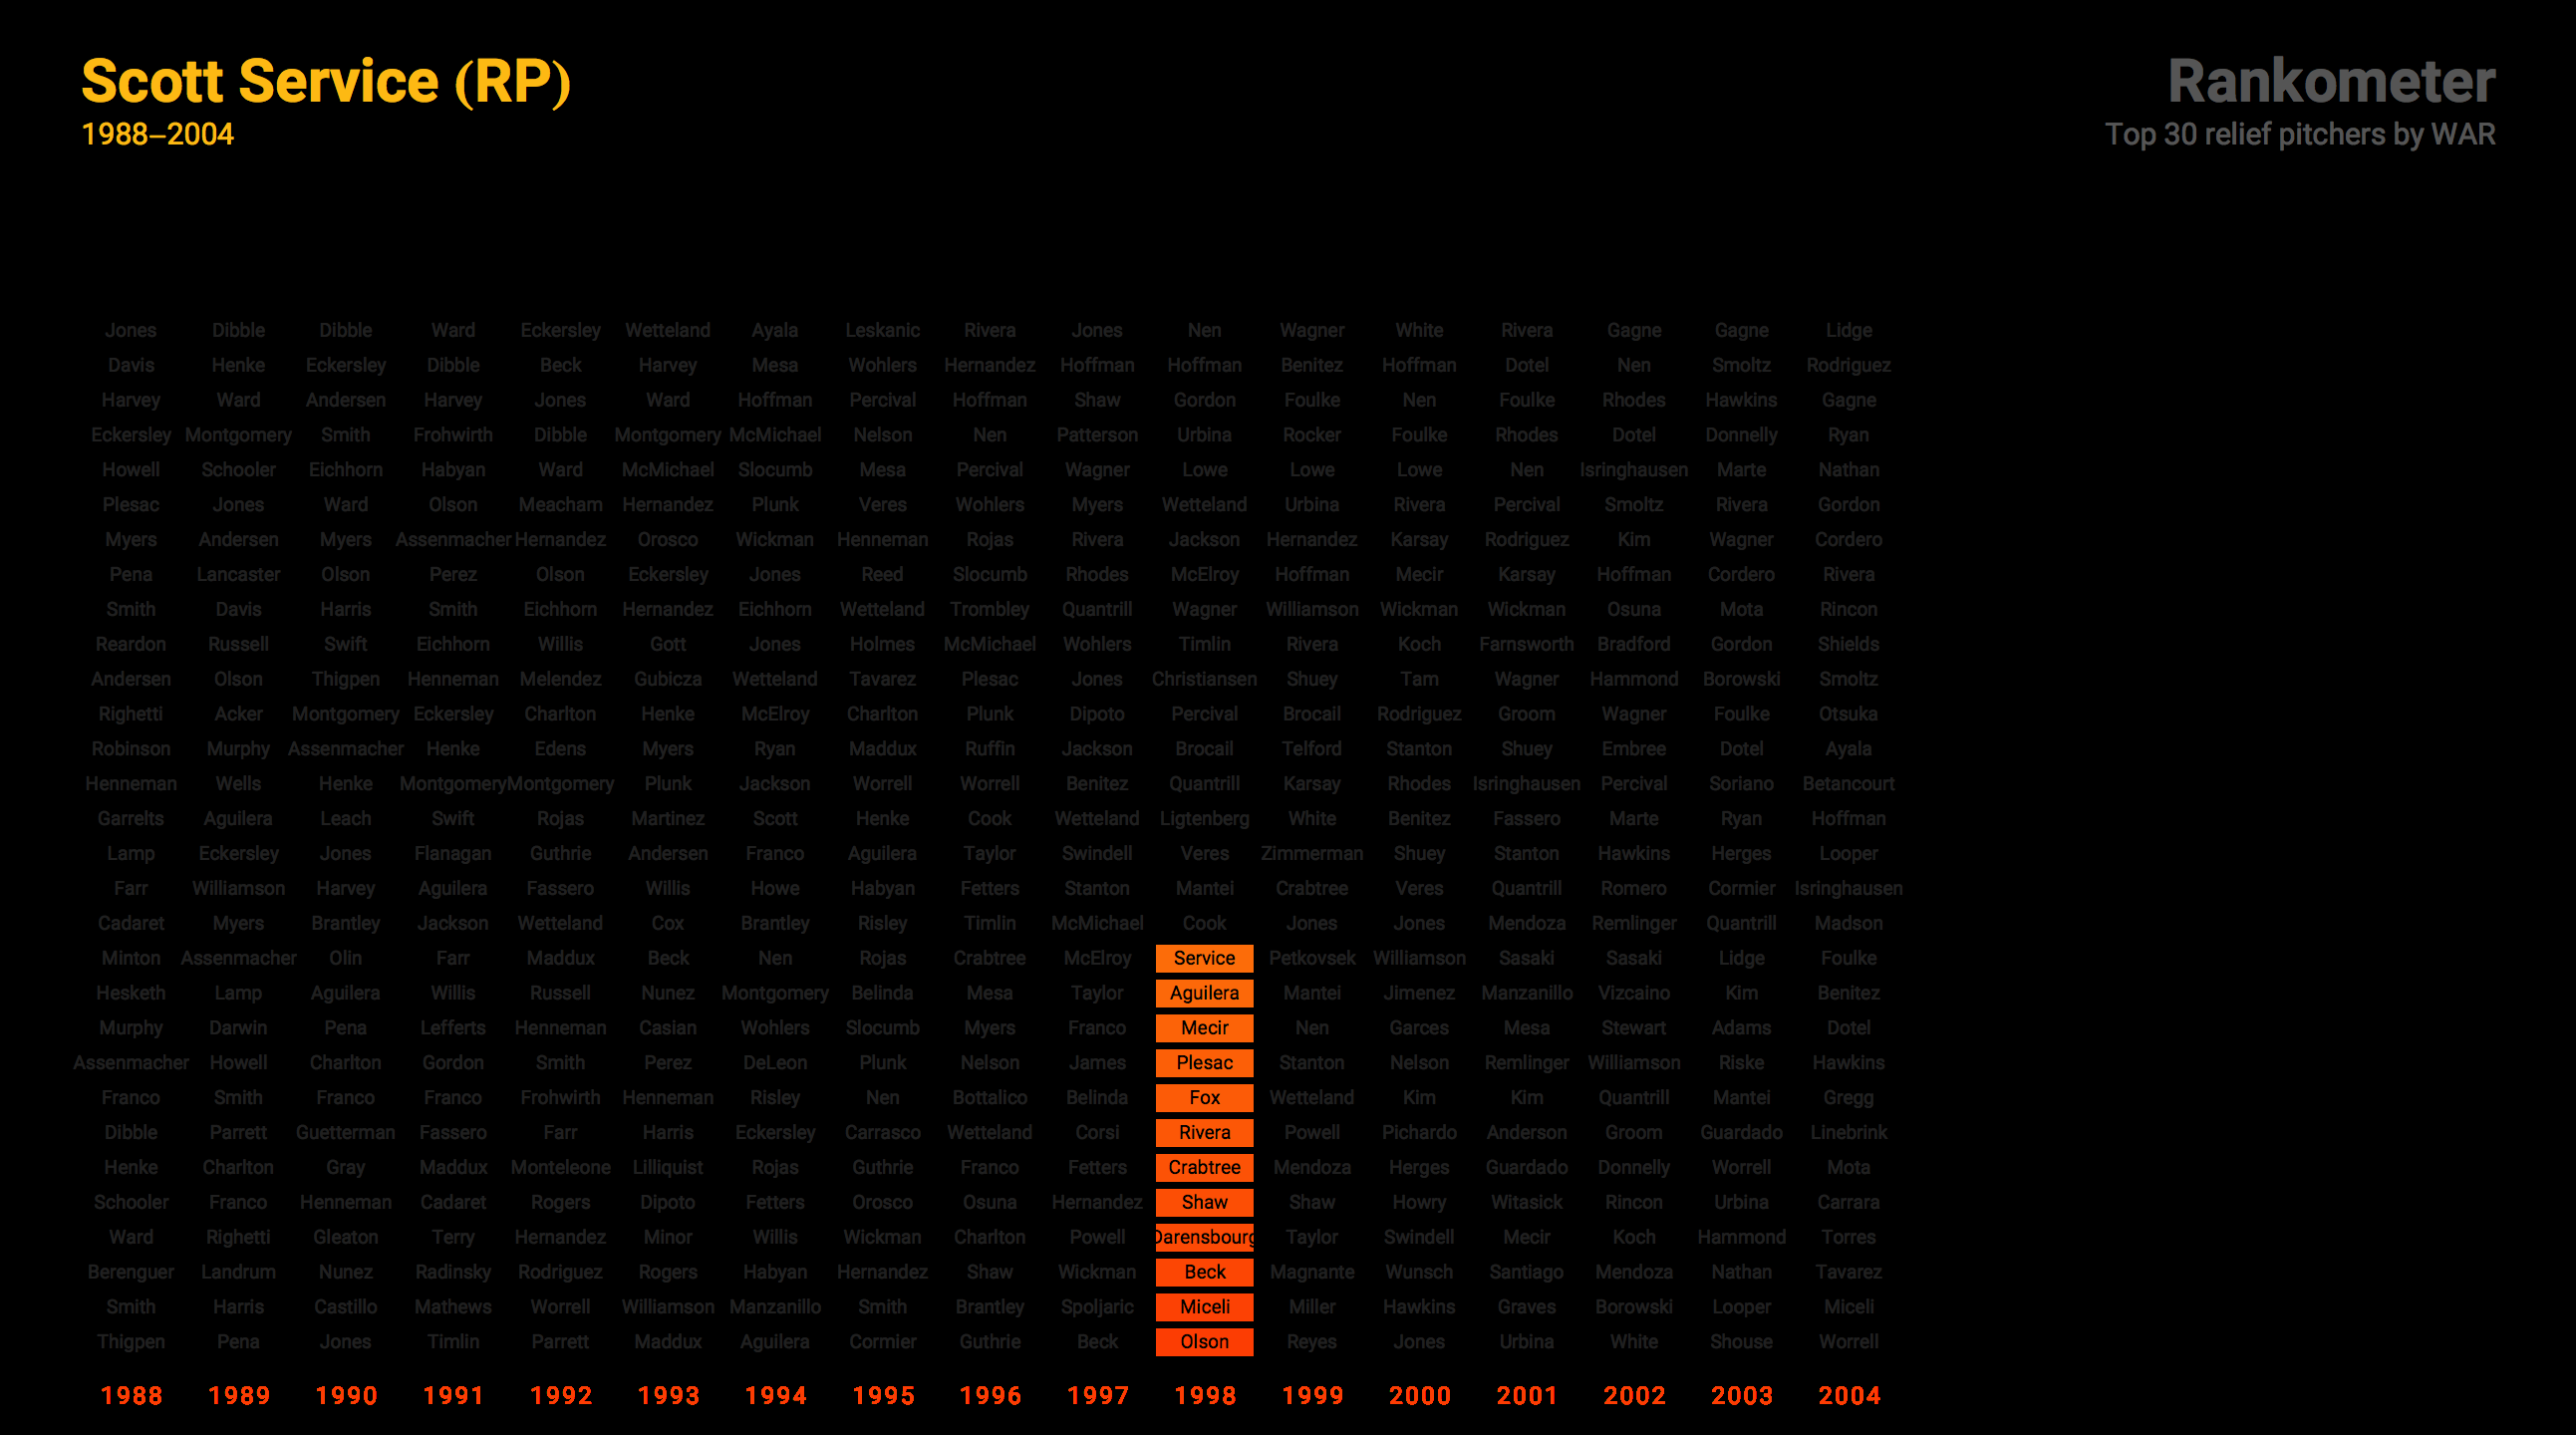 Scott Service (RP)
1988–2004
Rankometer
Top 30 relief pitchers by WAR
Jones Dibble Dibble Ward Eckersley Wetteland Ayala Leskanic Rivera Jones Nen Wagner White Rivera Gagne Gagne Lidge
Davis Henke Eckersley Dibble Beck Harvey Mesa Wohlers Hernandez Hoffman Hoffman Benitez Hoffman Dotel Nen Smoltz Rodriguez
Harvey Ward Andersen Harvey Jones Ward Hoffman Percival Hoffman Shaw Gordon Foulke Nen Foulke Rhodes Hawkins Gagne
Eckersley Montgomery Smith Frohwirth Dibble Montgomery McMichael Nelson Nen Patterson Urbina Rocker Foulke Rhodes Dotel Donnelly Ryan
Howell Schooler Eichhorn Habyan Ward McMichael Slocumb Mesa Percival Wagner Lowe Lowe Lowe Nen Isringhausen Marte Nathan
Plesac Jones Ward Olson Meacham Hernandez Plunk Veres Wohlers Myers Wetteland Urbina Rivera Percival Smoltz Rivera Gordon
Myers Andersen Myers Assenmacher Hernandez Orosco Wickman Henneman Rojas Rivera Jackson Hernandez Karsay Rodriguez Kim Wagner Cordero
Pena Lancaster Olson Perez Olson Eckersley Jones Reed Slocumb Rhodes McElroy Hoffman Mecir Karsay Hoffman Cordero Rivera
Smith Davis Harris Smith Eichhorn Hernandez Eichhorn Wetteland Trombley Quantrill Wagner Williamson Wickman Wickman Osuna Mota Rincon
Reardon Russell Swift Eichhorn Willis Gott Jones Holmes McMichael Wohlers Timlin Rivera Koch Farnsworth Bradford Gordon Shields
Andersen Olson Thigpen Henneman Melendez Gubicza Wetteland Tavarez Plesac Jones Christiansen Shuey Tam Wagner Hammond Borowski Smoltz
Righetti Acker Montgomery Eckersley Charlton Henke McElroy Charlton Plunk Dipoto Percival Brocail Rodriguez Groom Wagner Foulke Otsuka
Robinson Murphy Assenmacher Henke Edens Myers Ryan Maddux Ruffin Jackson Brocail Telford Stanton Shuey Embree Dotel Ayala
Henneman Wells Henke Montgomery Montgomery Plunk Jackson Worrell Worrell Benitez Quantrill Karsay Rhodes Isringhausen Percival Soriano Betancourt
Garrelts Aguilera Leach Swift Rojas Martinez Scott Henke Cook Wetteland Ligtenberg White Benitez Fassero Marte Ryan Hoffman
Lamp Eckersley Jones Flanagan Guthrie Andersen Franco Aguilera Taylor Swindell Veres Zimmerman Shuey Stanton Hawkins Herges Looper
Farr Williamson Harvey Aguilera Fassero Willis Howe Habyan Fetters Stanton Mantei Crabtree Veres Quantrill Romero Cormier Isringhausen
Cadaret Myers Brantley Jackson Wetteland Cox Brantley Risley Timlin McMichael Cook Jones Jones Mendoza Remlinger Quantrill Madson
Minton Assenmacher Olin Farr Maddux Beck Nen Rojas Crabtree McElroy Service Petkovsek Williamson Sasaki Sasaki Lidge Foulke
Hesketh Lamp Aguilera Willis Russell Nunez Montgomery Belinda Mesa Taylor Aguilera Mantei Jimenez Manzanillo Vizcaino Kim Benitez
Murphy Darwin Pena Lefferts Henneman Casian Wohlers Slocumb Myers Franco Mecir Nen Garces Mesa Stewart Adams Dotel
Assenmacher Howell Charlton Gordon Smith Perez DeLeon Plunk Nelson James Plesac Stanton Nelson Remlinger Williamson Riske Hawkins
Franco Smith Franco Franco Frohwirth Henneman Risley Nen Bottalico Belinda Fox Wetteland Kim Kim Quantrill Mantei Gregg
Dibble Parrett Guetterman Fassero Farr Harris Eckersley Carrasco Wetteland Corsi Rivera Powell Pichardo Anderson Groom Guardado Linebrink
Henke Charlton Gray Maddux Monteleone Lilliquist Rojas Guthrie Franco Fetters Crabtree Mendoza Herges Guardado Donnelly Worrell Mota
Schooler Franco Henneman Cadaret Rogers Dipoto Fetters Orosco Osuna Hernandez Shaw Shaw Howry Witasick Rincon Urbina Carrara
Ward Righetti Gleaton Terry Hernandez Minor Willis Wickman Charlton Powell Darensbourg Taylor Swindell Mecir Koch Hammond Torres
Berenguer Landrum Nunez Radinsky Rodriguez Rogers Habyan Hernandez Shaw Wickman Beck Magnante Wunsch Santiago Mendoza Nathan Tavarez
Smith Harris Castillo Mathews Worrell Williamson Manzanillo Smith Brantley Spoljaric Miceli Miller Hawkins Graves Borowski Looper Miceli
Thigpen Pena Jones Timlin Parrett Maddux Aguilera Cormier Guthrie Beck Olson Reyes Jones Urbina White Shouse Worrell
1988 1989 1990 1991 1992 1993 1994 1995 1996 1997 1998 1999 2000 2001 2002 2003 2004